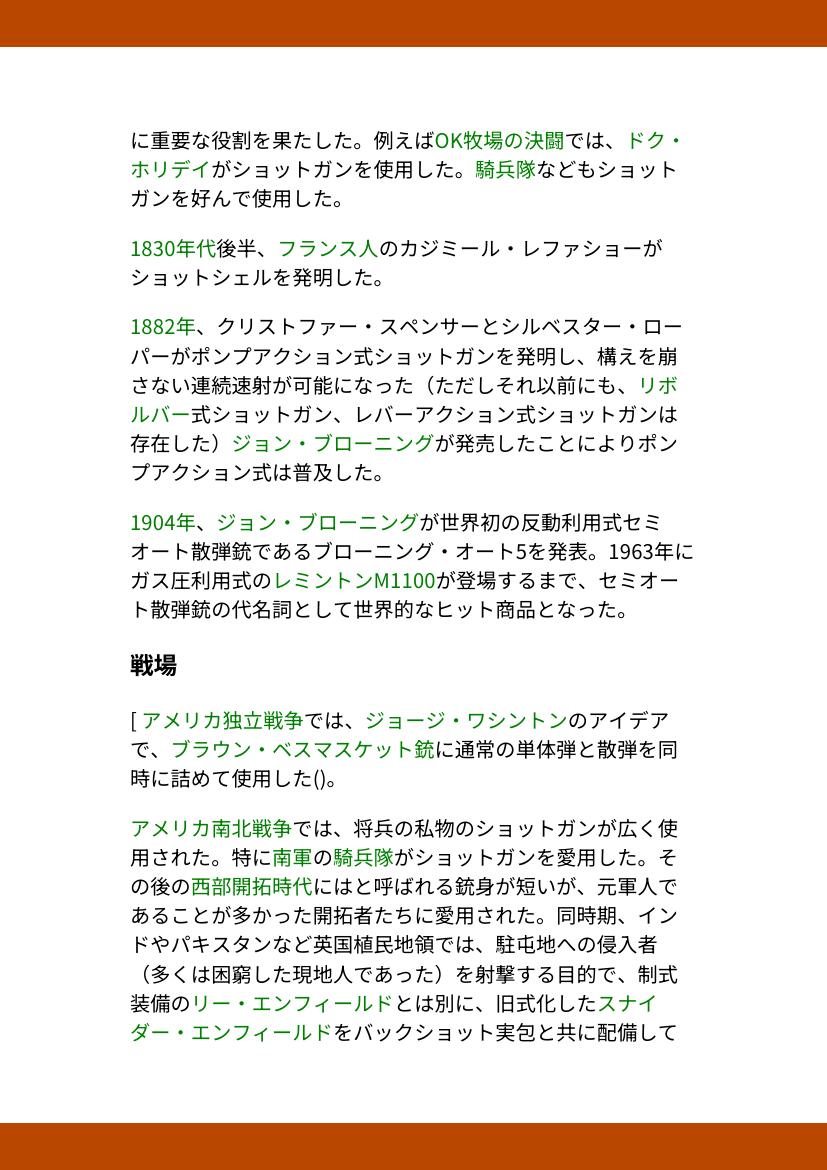 に重要な役割を果たした。例えばOK牧場の決闘では、ドク・
ホリデイがショットガンを使用した。騎兵隊などもショット
ガンを好んで使用した。
1830年代後半、フランス人のカジミール・レファショーが
ショットシェルを発明した。
1882年、クリストファー・スペンサーとシルベスター・ロー
パーがポンプアクション式ショットガンを発明し、構えを崩
さない連続速射が可能になった（ただしそれ以前にも、リボ
ルバー式ショットガン、レバーアクション式ショットガンは
存在した）ジョン・ブローニングが発売したことによりポン
プアクション式は普及した。
1904年、ジョン・ブローニングが世界初の反動利用式セミ
オート散弾銃であるブローニング・オート5を発表。1963年に
ガス圧利用式のレミントンM1100が登場するまで、セミオー
ト散弾銃の代名詞として世界的なヒット商品となった。
戦場
[ アメリカ独立戦争では、ジョージ・ワシントンのアイデア
で、ブラウン・ベスマスケット銃に通常の単体弾と散弾を同
時に詰めて使用した()。
アメリカ南北戦争では、将兵の私物のショットガンが広く使
用された。特に南軍の騎兵隊がショットガンを愛用した。そ
の後の西部開拓時代にはと呼ばれる銃身が短いが、元軍人で
あることが多かった開拓者たちに愛用された。同時期、イン
ドやパキスタンなど英国植民地領では、駐屯地への侵入者
（多くは困窮した現地人であった）を射撃する目的で、制式
装備のリー・エンフィールドとは別に、旧式化したスナイ
ダー・エンフィールドをバックショット実包と共に配備して